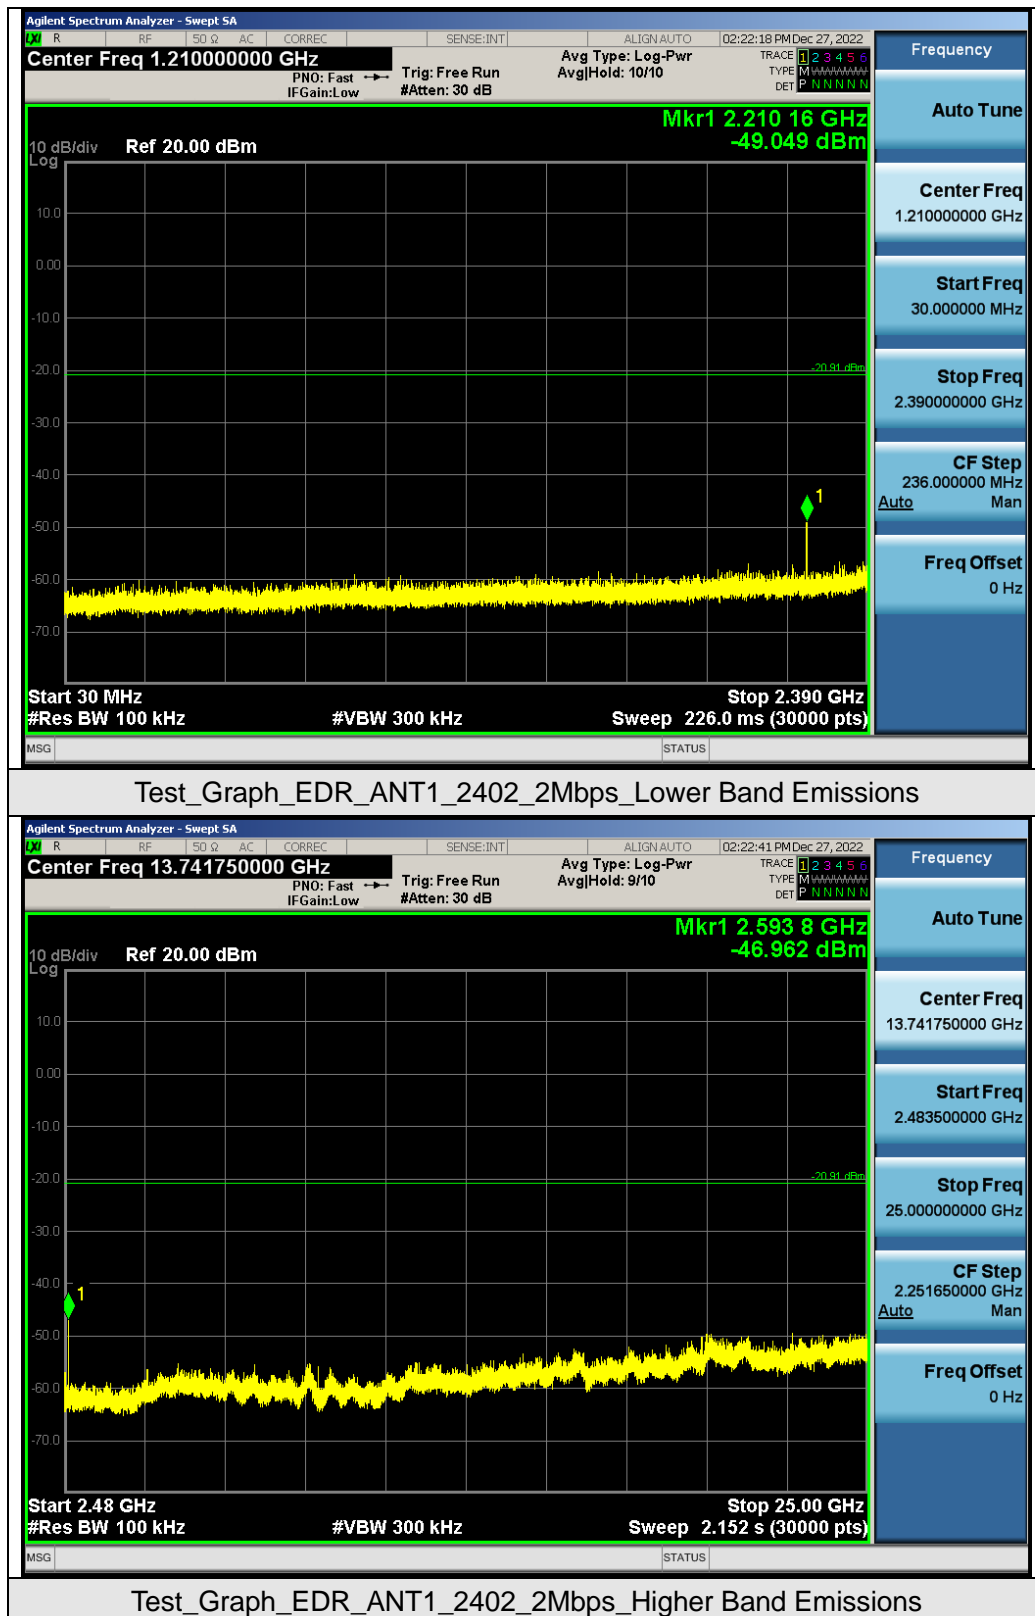 Agilent Spectrum Analyzer - Swept SA
LXI R RF 50 Ω AC CORREC SENSE:INT ALIGN AUTO 02:22:18 PM Dec 27, 2022
Center Freq 1.210000000 GHz
PNO: Fast Trig: Free Run Avg Type: Log-Pwr TRACE 1 2 3 4 5 6
IFGain:Low #Atten: 30 dB Avg|Hold: 10/10 TYPE M
DET P N N N N N
Frequency
Mkr1 2.210 16 GHz
-49.049 dBm
10 dB/div Ref 20.00 dBm
Log
10.0
0.00
-10.0
-20.0
-20.91 dBm
-30.0
-40.0
1
-50.0
-60.0
-70.0
Start 30 MHz Stop 2.390 GHz
#Res BW 100 kHz #VBW 300 kHz Sweep 226.0 ms (30000 pts)
MSG STATUS
Auto Tune
Center Freq
1.210000000 GHz
Start Freq
30.000000 MHz
Stop Freq
2.390000000 GHz
CF Step
236.000000 MHz
Auto Man
Freq Offset
0 Hz
Test_Graph_EDR_ANT1_2402_2Mbps_Lower Band Emissions
Agilent Spectrum Analyzer - Swept SA
LXI R RF 50 Ω AC CORREC SENSE:INT ALIGN AUTO 02:22:41 PM Dec 27, 2022
Center Freq 13.741750000 GHz
PNO: Fast Trig: Free Run Avg Type: Log-Pwr TRACE 1 2 3 4 5 6
IFGain:Low #Atten: 30 dB Avg|Hold: 9/10 TYPE M
DET P N N N N N
Frequency
Mkr1 2.593 8 GHz
-46.962 dBm
10 dB/div Ref 20.00 dBm
Log
10.0
0.00
-10.0
-20.0
-20.91 dBm
-30.0
-40.0
1
-50.0
-60.0
-70.0
Start 2.48 GHz Stop 25.00 GHz
#Res BW 100 kHz #VBW 300 kHz Sweep 2.152 s (30000 pts)
MSG STATUS
Auto Tune
Center Freq
13.741750000 GHz
Start Freq
2.483500000 GHz
Stop Freq
25.000000000 GHz
CF Step
2.251650000 GHz
Auto Man
Freq Offset
0 Hz
Test_Graph_EDR_ANT1_2402_2Mbps_Higher Band Emissions